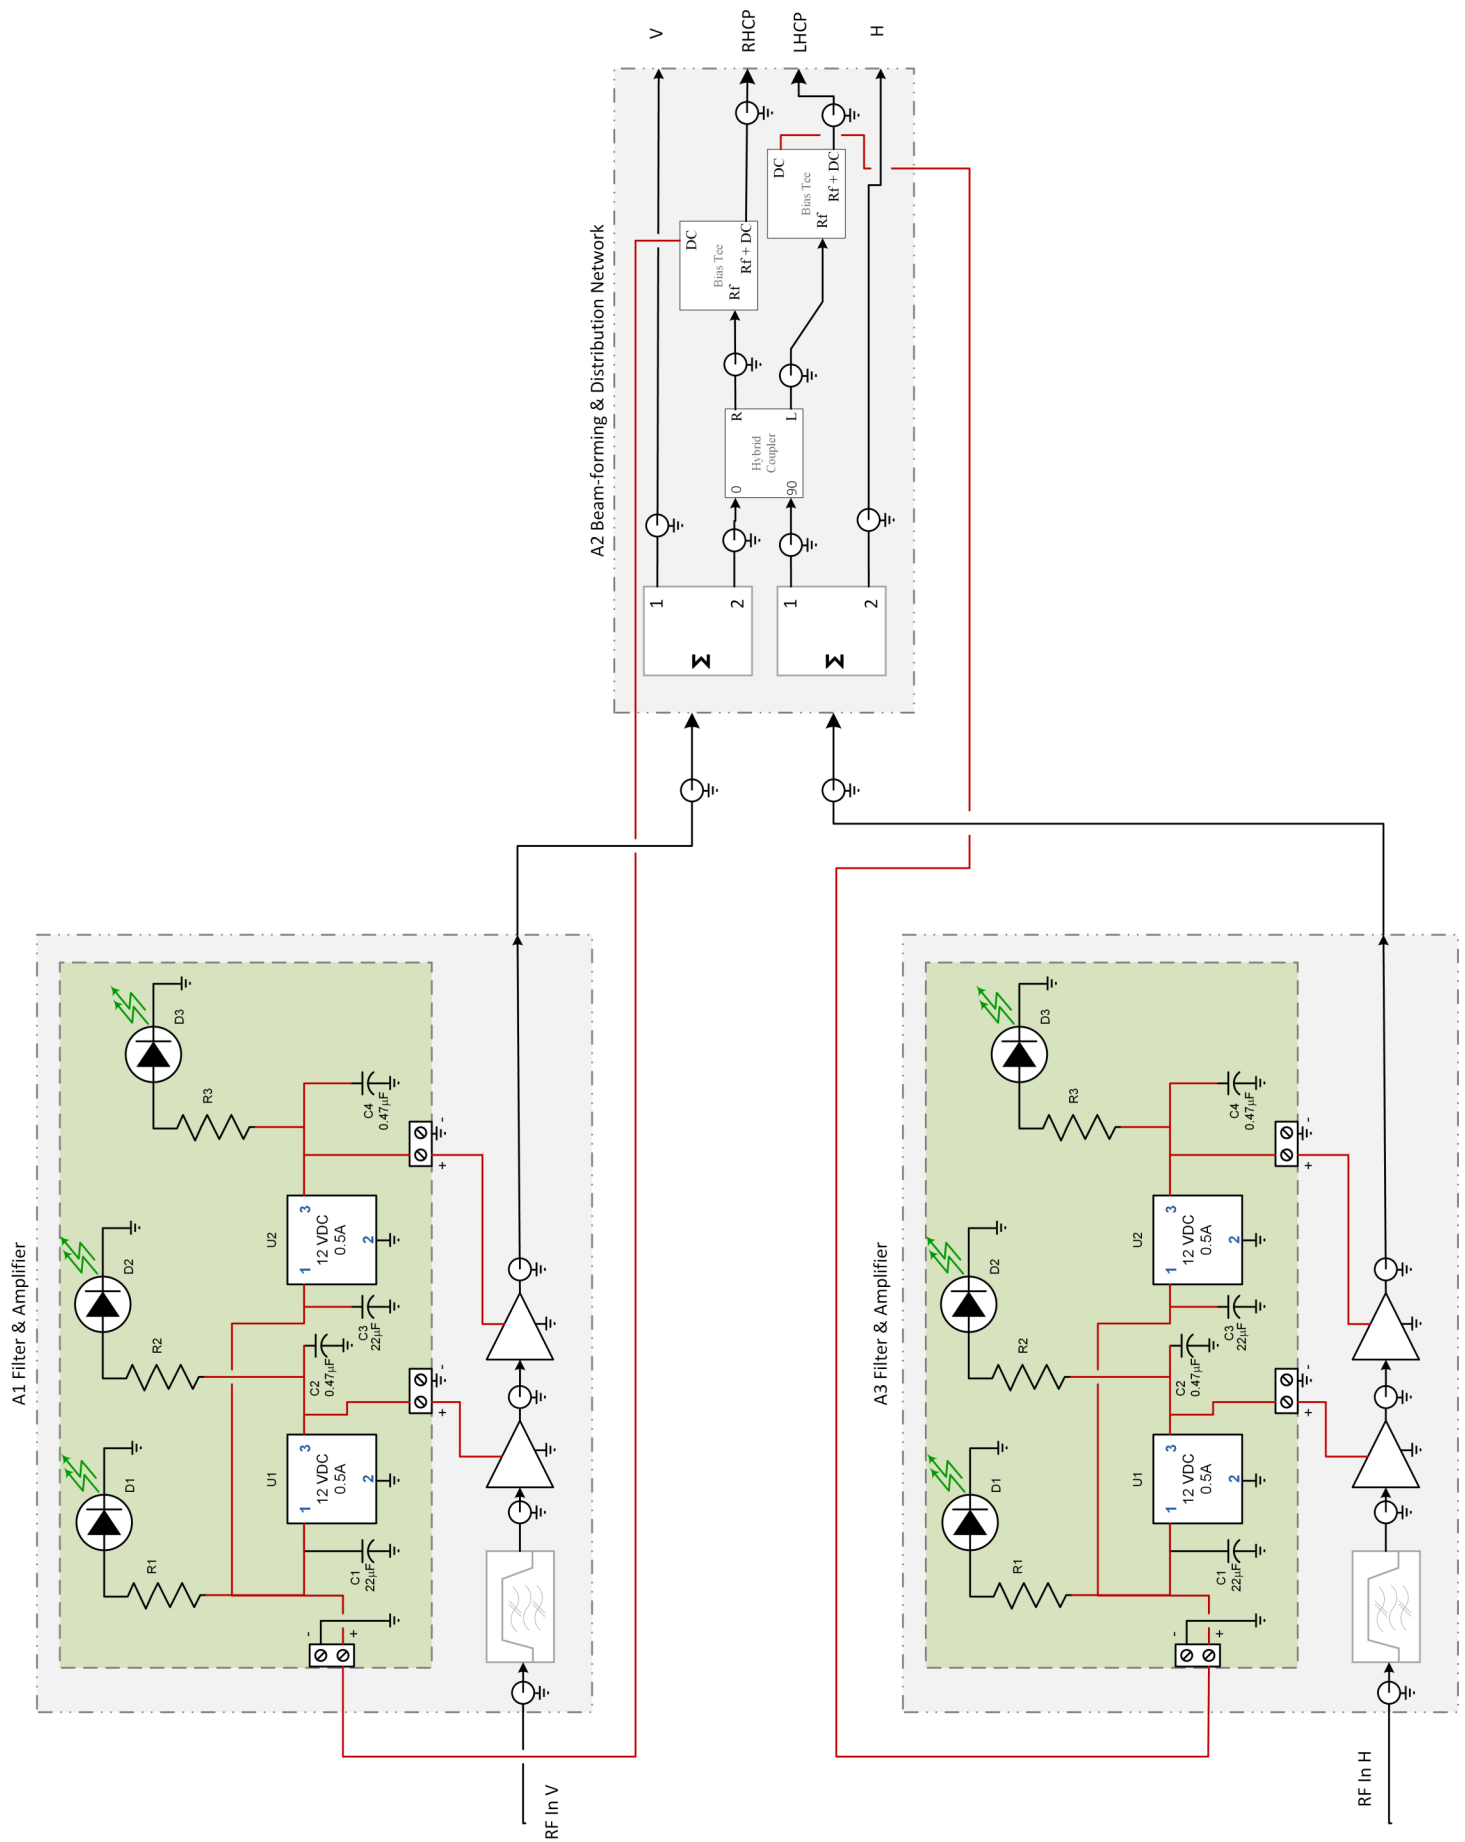 A1 Filter & Amplifier
RF In V
-
+
R1
D1
C1
22µF
U1
1
12 VDC
0.5A
3
2
R2
D2
C2
0.47µF
+
-
C3
22µF
U2
1
12 VDC
0.5A
3
2
R3
D3
C4
0.47µF
+
-
A2 Beam-forming & Distribution Network
Σ
1
2
Σ
1
2
0
90
Hybrid
Coupler
R
L
Rf
Bias Tee
DC
Rf + DC
Rf
Bias Tee
DC
Rf + DC
V
RHCP
LHCP
H
A3 Filter & Amplifier
RF In H
-
+
R1
D1
C1
22µF
U1
1
12 VDC
0.5A
3
2
R2
D2
C2
0.47µF
+
-
C3
22µF
U2
1
12 VDC
0.5A
3
2
R3
D3
C4
0.47µF
+
-